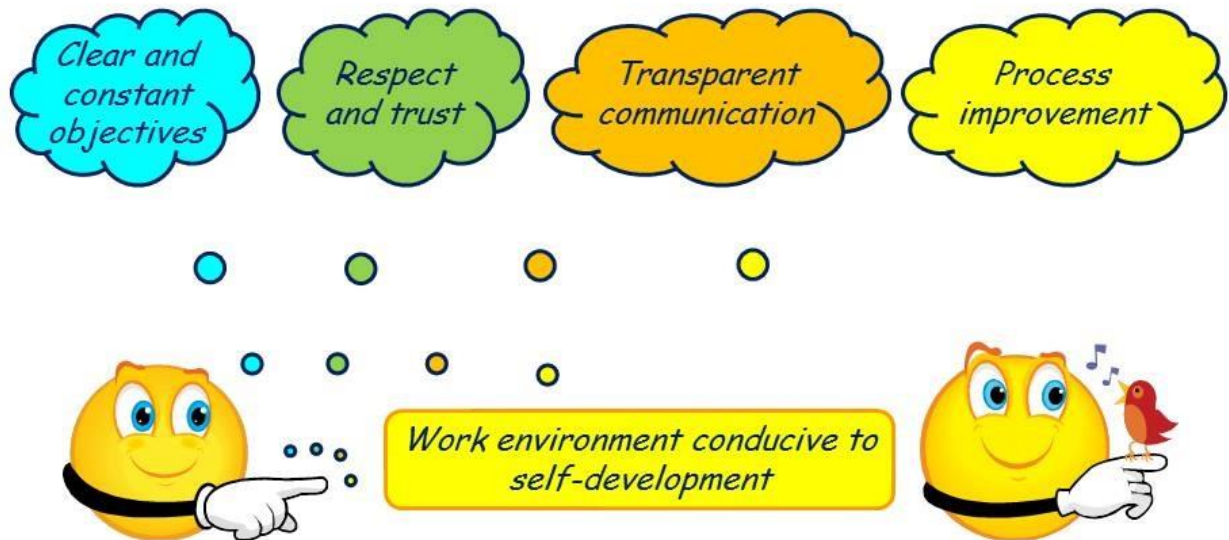 Clear and
constant
objectives
Respect
and trust
Transparent
communication
Process
improvement
Work environment conducive to
self-development